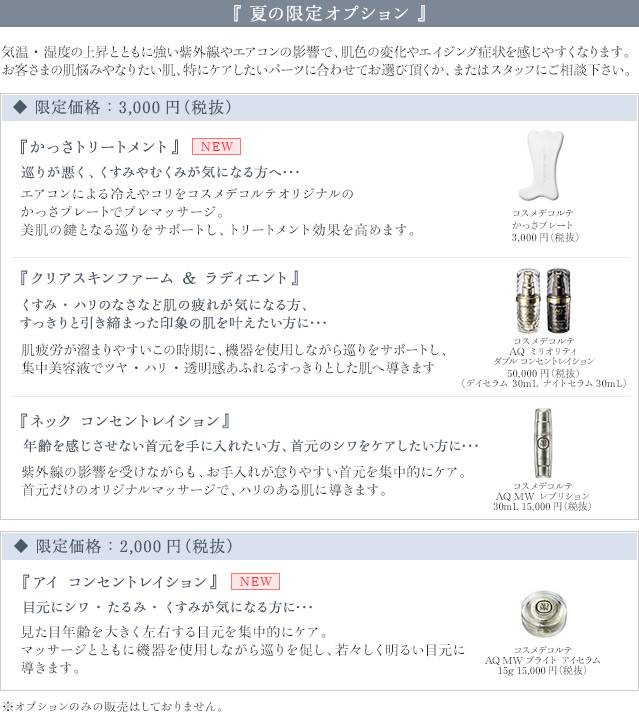 『 夏の限定オプション 』
気温・湿度の上昇とともに強い紫外線やエアコンの影響で、肌色の変化やエイジング症状を感じやすくなります。
お客さまの肌悩みやなりたい肌、特にケアしたいパーツに合わせてお選び頂くか、またはスタッフにご相談下さい。
◆ 限定価格：3,000円（税抜）
『かっさトリートメント』 NEW
巡りが悪く、くすみやむくみが気になる方へ･･･
エアコンによる冷えやコリをコスメデコルテオリジナルの
かっさプレートでプレマッサージ。
美肌の鍵となる巡りをサポートし、トリートメント効果を高めます。
コスメデコルテ
かっさプレート
3,000円（税抜）
『クリアスキンファーム ＆ ラディエント』
くすみ・ハリのなさなど肌の疲れが気になる方、
すっきりと引き締まった印象の肌を叶えたい方に･･･
肌疲労が溜まりやすいこの時期に、機器を使用しながら巡りをサポートし、
集中美容液でツヤ・ハリ・透明感あふれるすっきりとした肌へ導きます
コスメデコルテ
AQ ミリオリティ
ダブル コンセントレイション
50,000円（税抜）
（デイセラム 30mL ナイトセラム 30mL）
『ネック コンセントレイション』
年齢を感じさせない首元を手に入れたい方、首元のシワをケアしたい方に･･･
紫外線の影響を受けながらも、お手入れが怠りやすい首元を集中的にケア。
首元だけのオリジナルマッサージで、ハリのある肌に導きます。
コスメデコルテ
AQ MW レプリション
30mL 15,000円（税抜）
◆ 限定価格：2,000円（税抜）
『アイ コンセントレイション』 NEW
目元にシワ・たるみ・くすみが気になる方に･･･
見た目年齢を大きく左右する目元を集中的にケア。
マッサージとともに機器を使用しながら巡りを促し、若々しく明るい目元に
導きます。
コスメデコルテ
AQ MW ブライト アイセラム
15g 15,000円（税抜）
※オプションのみの販売はしておりません。